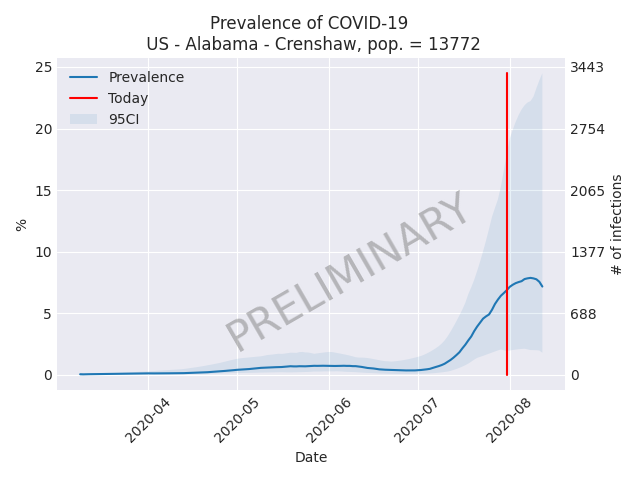 Prevalence of COVID-19
US - Alabama - Crenshaw, pop. = 13772
25
20
15
10
5
0
%
Prevalence
Today
95CI
PRELIMINARY
3443
2754
2065
1377
688
0
# of infections
2020-04
2020-05
2020-06
2020-07
2020-08
Date